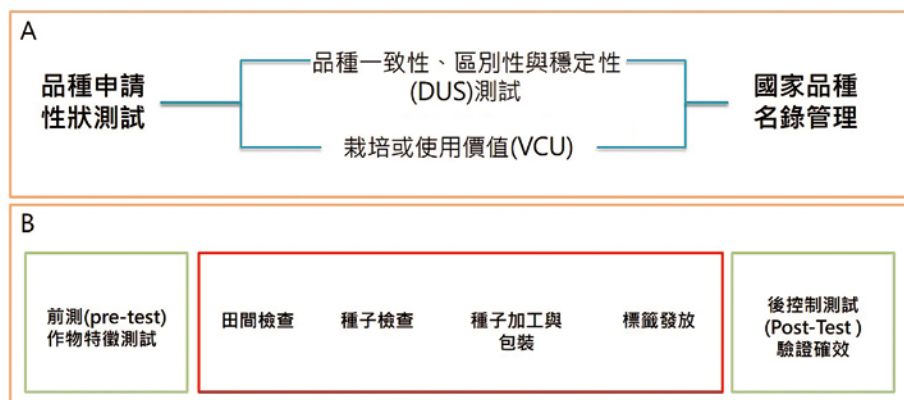 A
品種申請
性狀測試
品種一致性、區別性與穩定性
(DUS)測試
栽培或使用價值(VCU)
國家品種
名錄管理
B
前測(pre-test)
作物特徵測試
田間檢查
種子檢查
種子加工與
包裝
標籤發放
後控制測試
(Post-Test )
驗證確效